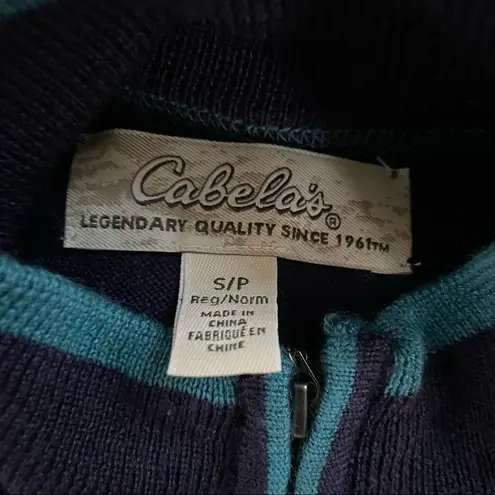 Cabela's®
LEGENDARY QUALITY SINCE 1961™
S/P
Reg/Norm
MADE IN
CHINA
FABRIQUÉ EN
CHINE